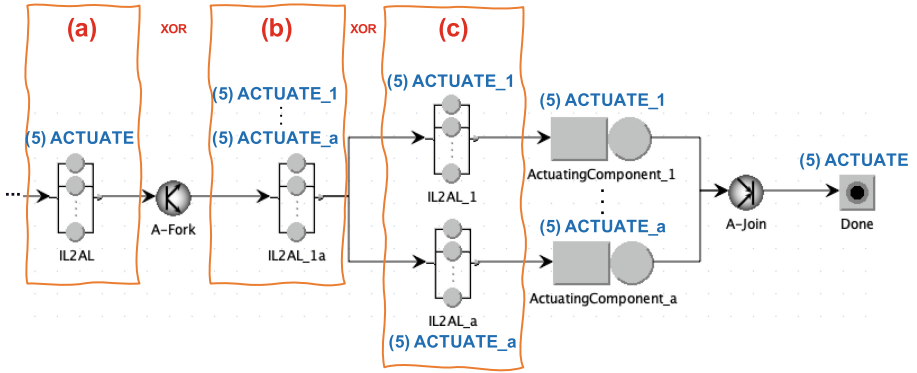 (a)
XOR
(b)
XOR
(c)
(5) ACTUATE
...
IL2AL
A-Fork
(5) ACTUATE_1
(5) ACTUATE_a
IL2AL_1a
(5) ACTUATE_1
IL2AL_1
IL2AL_a
(5) ACTUATE_a
(5) ACTUATE_1
ActuatingComponent_1
(5) ACTUATE_a
ActuatingComponent_a
A-Join
(5) ACTUATE
Done